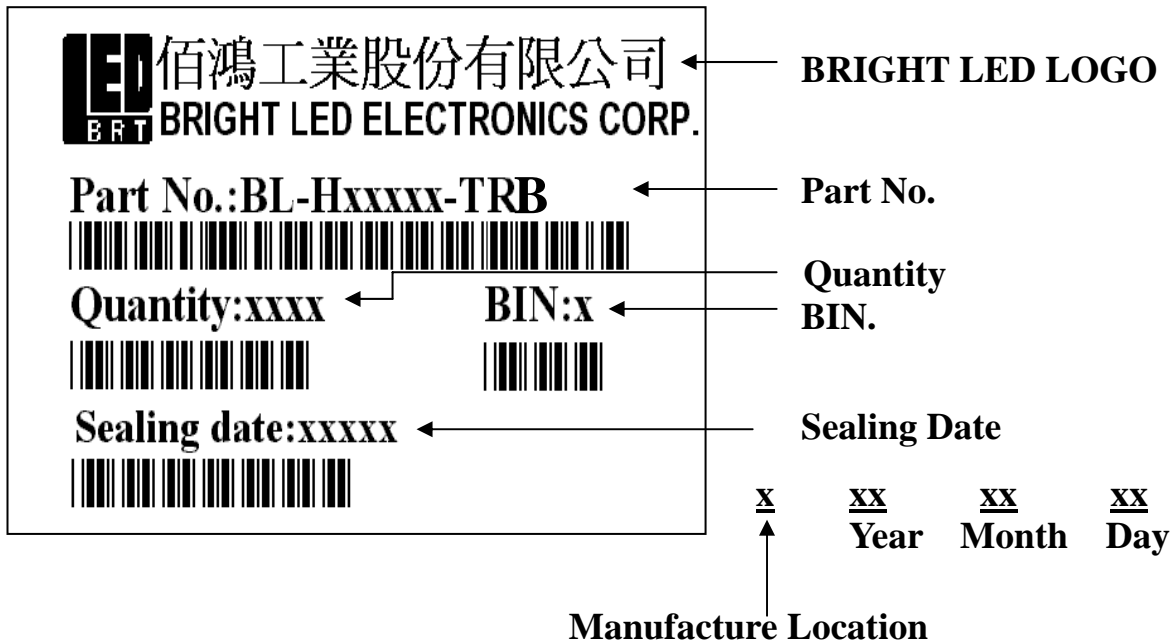 LED 佰鴻工業股份有限公司 BRIGHT LED LOGO
BRT BRIGHT LED ELECTRONICS CORP.
Part No.:BL-Hxxxxx-TRB Part No.
Quantity
Quantity:xxxx BIN:x BIN.
Sealing date:xxxxx Sealing Date
x xx xx xx
Year Month Day
Manufacture Location